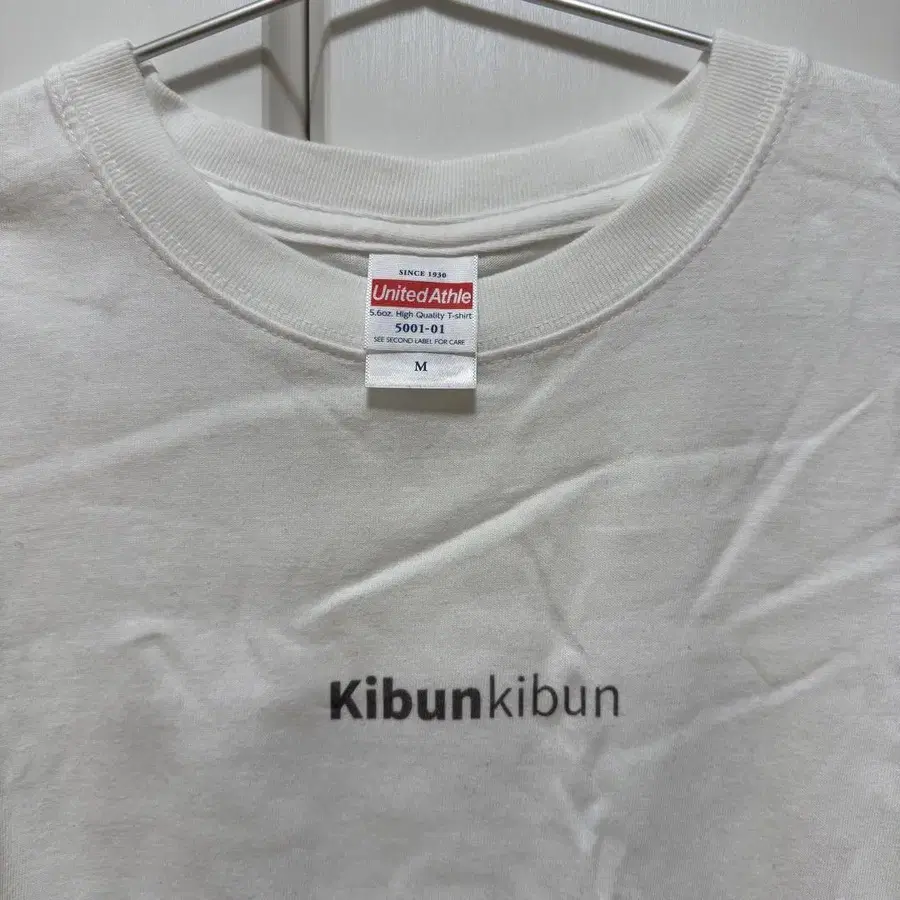 SINCE 1930
United Athle
5.6oz. High Quality T-shirt
5001-01
SEE SECOND LABEL FOR CARE
M
Kibunkibun